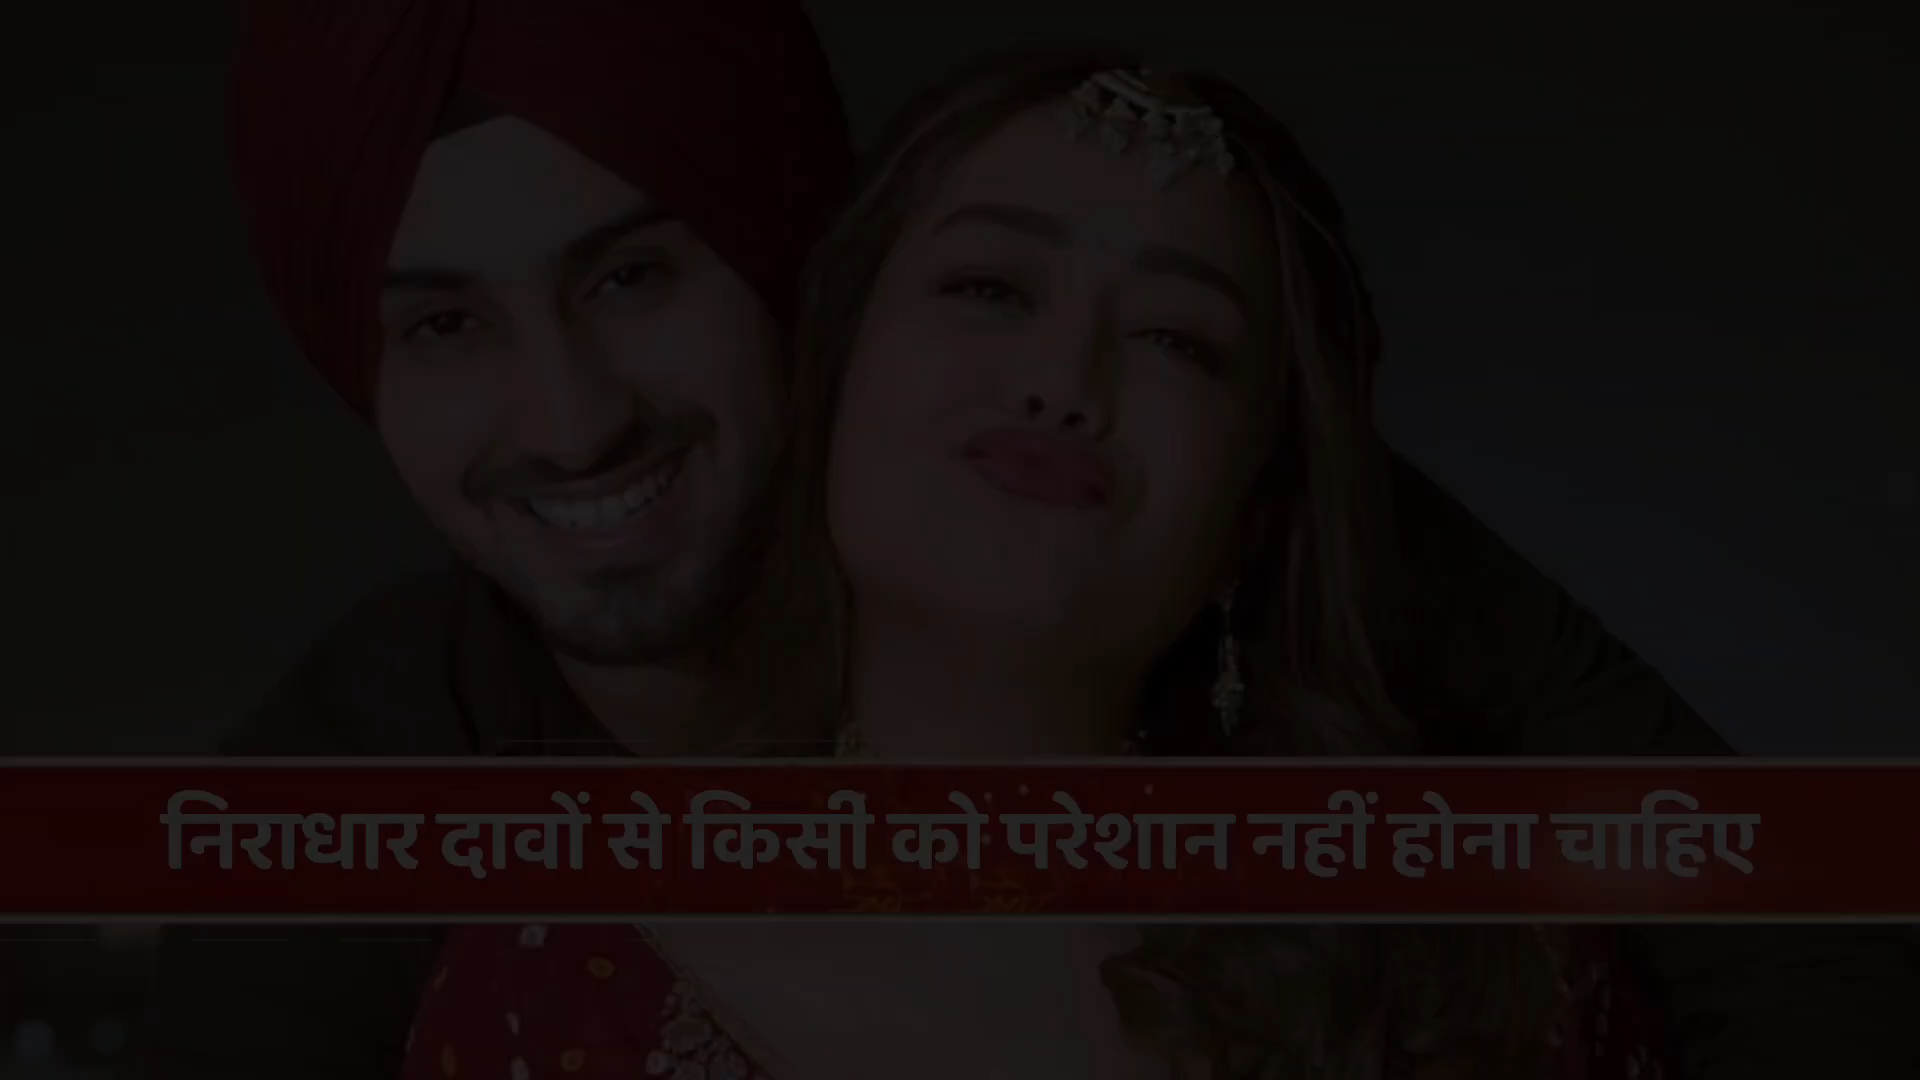 निराधार दावों से किसी को परेशान नहीं होना चाहिए